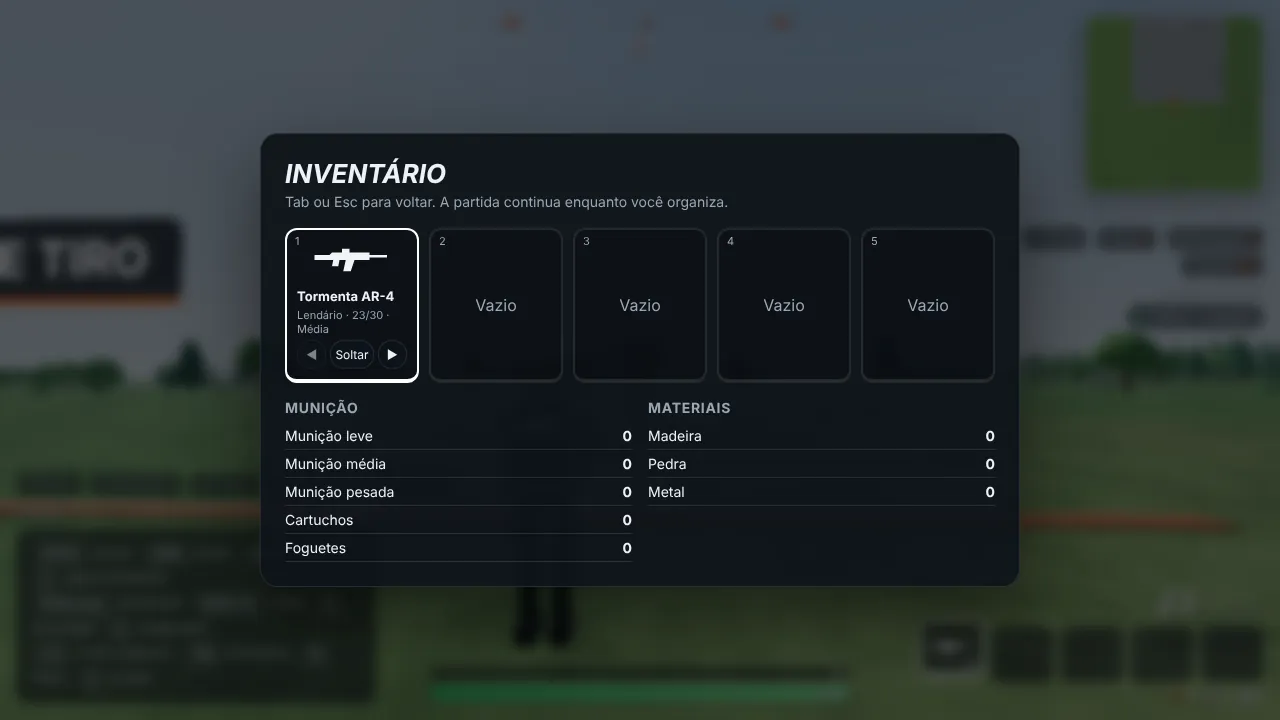 INVENTÁRIO
Tab ou Esc para voltar. A partida continua enquanto você organiza.
1
Tormenta AR-4
Lendário · 23/30 ·
Média
◀ Soltar ▶
2
Vazio
3
Vazio
4
Vazio
5
Vazio
MUNIÇÃO
Munição leve 0
Munição média 0
Munição pesada 0
Cartuchos 0
Foguetes 0
MATERIAIS
Madeira 0
Pedra 0
Metal 0
E TIRO